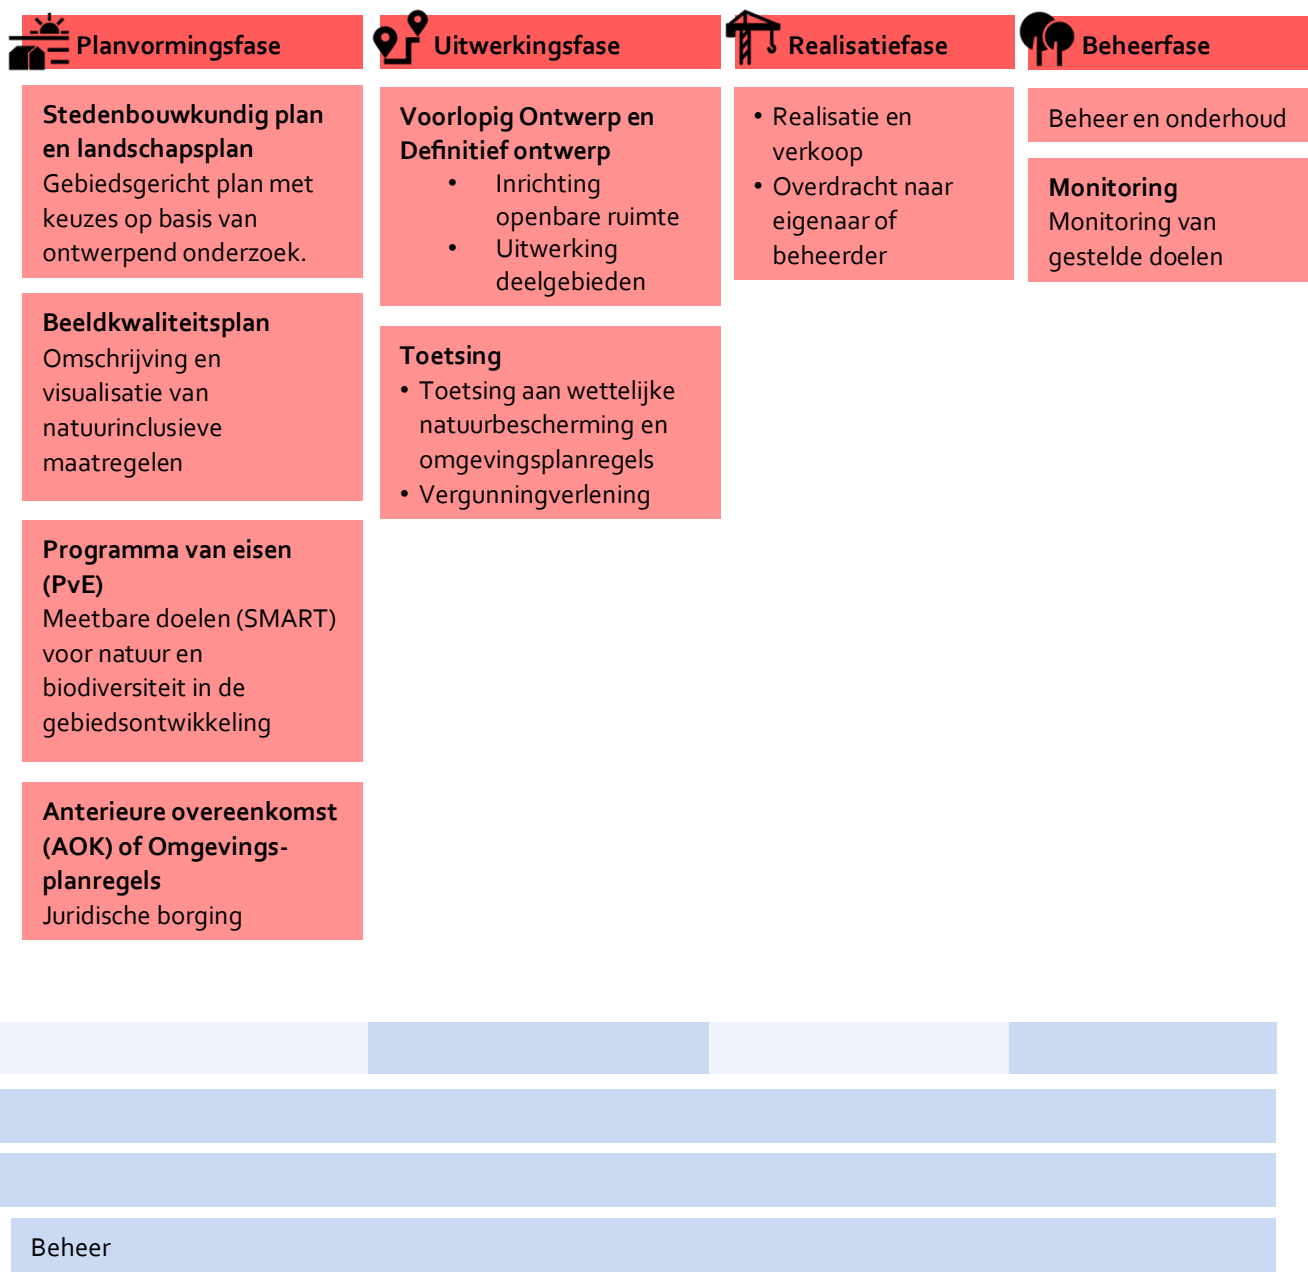 Planvormingsfase
Stedenbouwkundig plan
en landschapsplan
Gebiedsgericht plan met
keuzes op basis van
ontwerpend onderzoek.
Beeldkwaliteitsplan
Omschrijving en
visualisatie van
natuurinclusieve
maatregelen
Programma van eisen
(PvE)
Meetbare doelen (SMART)
voor natuur en
biodiversiteit in de
gebiedsontwikkeling
Anterieure overeenkomst
(AOK) of Omgevings-
planregels
Juridische borging
Uitwerkingsfase
Voorlopig Ontwerp en
Definitief ontwerp
• Inrichting
openbare ruimte
• Uitwerking
deelgebieden
Toetsing
• Toetsing aan wettelijke
natuurbescherming en
omgevingsplanregels
• Vergunningverlening
Realisatiefase
• Realisatie en
verkoop
• Overdracht naar
eigenaar of
beheerder
Beheerfase
Beheer en onderhoud
Monitoring
Monitoring van
gestelde doelen
Beheer